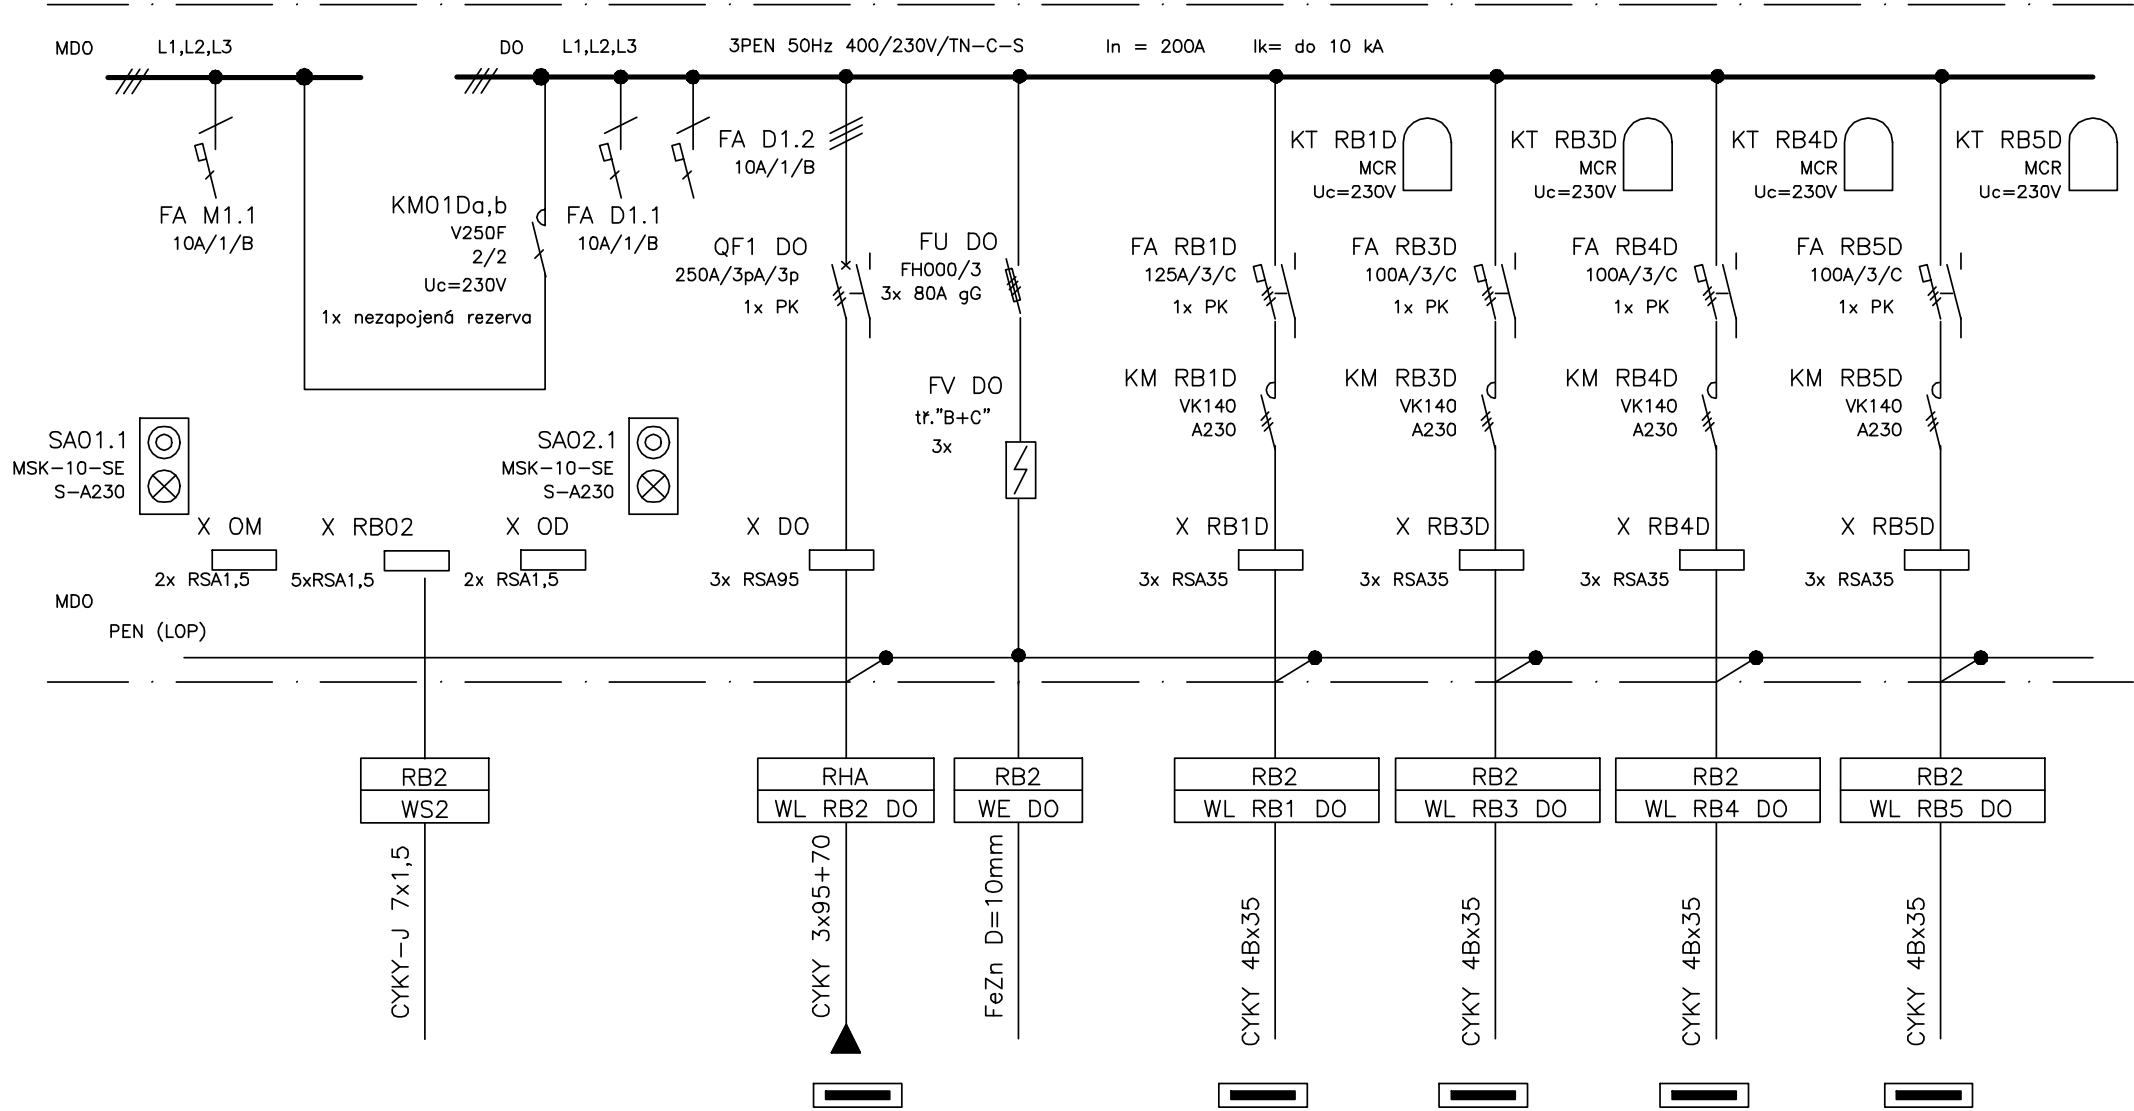 MDO L1,L2,L3 DO L1,L2,L3 3PEN 50Hz 400/230V/TN-C-S In = 200A Ik= do 10 kA
FA M1.1
10A/1/B
KM01Da,b
V250F
2/2
Uc=230V
1x nezapojená rezerva
FA D1.1
10A/1/B
FA D1.2
10A/1/B
QF1 DO
250A/3pA/3p
1x PK
FU DO
FH000/3
3x 80A gG
FV DO
tř."B+C"
3x
KT RB1D
MCR
Uc=230V
FA RB1D
125A/3/C
1x PK
KM RB1D
VK140
A230
KT RB3D
MCR
Uc=230V
FA RB3D
100A/3/C
1x PK
KM RB3D
VK140
A230
KT RB4D
MCR
Uc=230V
FA RB4D
100A/3/C
1x PK
KM RB4D
VK140
A230
KT RB5D
MCR
Uc=230V
FA RB5D
100A/3/C
1x PK
KM RB5D
VK140
A230
SA01.1
MSK-10-SE
S-A230
SA02.1
MSK-10-SE
S-A230
X OM
2x RSA1,5
X RB02
5xRSA1,5
X OD
2x RSA1,5
X DO
3x RSA95
X RB1D
3x RSA35
X RB3D
3x RSA35
X RB4D
3x RSA35
X RB5D
3x RSA35
MDO
PEN (LOP)
RB2
WS2
CYKY-J 7x1,5
RHA
WL RB2 DO
CYKY 3x95+70
RB2
WE DO
FeZn D=10mm
RB2
WL RB1 DO
CYKY 4Bx35
RB2
WL RB3 DO
CYKY 4Bx35
RB2
WL RB4 DO
CYKY 4Bx35
RB2
WL RB5 DO
CYKY 4Bx35